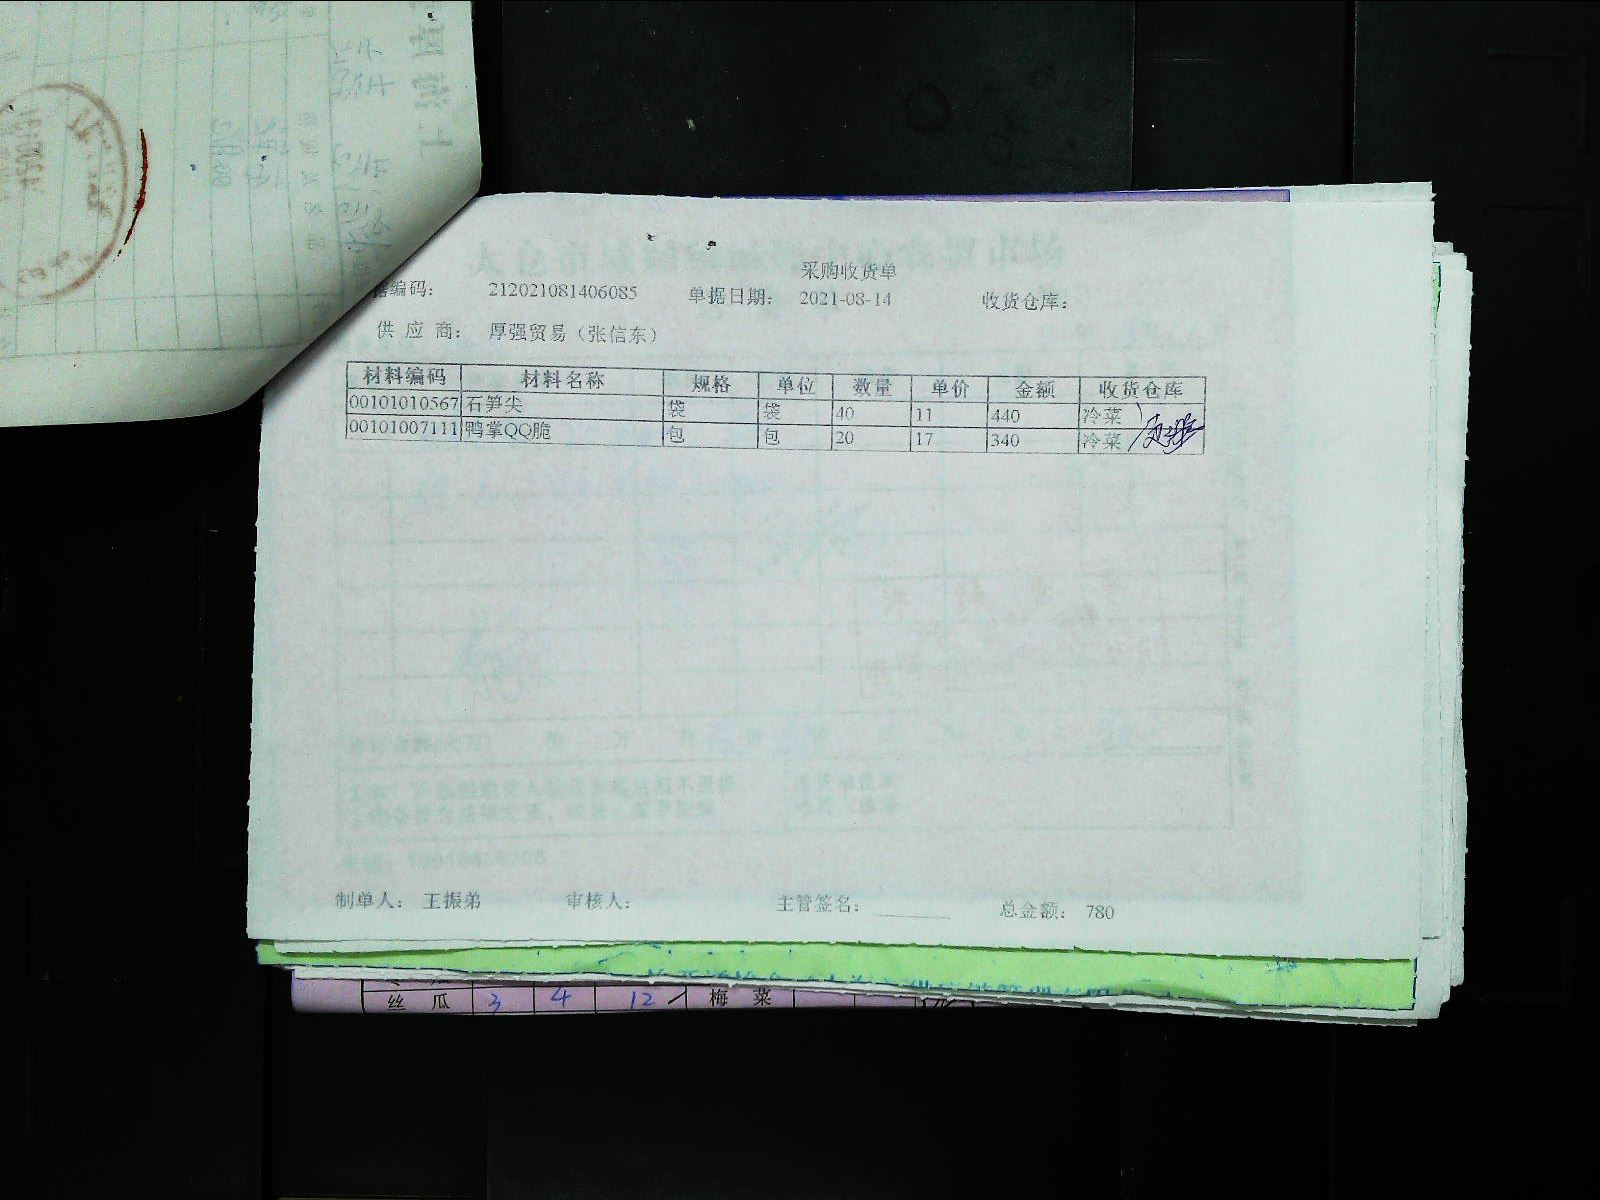 采购收货单
据编码： 212021081406085 单据日期： 2021-08-14 收货仓库：
供 应 商： 厚强贸易（张信东）
材料编码 材料名称 规格 单位 数量 单价 金额 收货仓库
00101010567 石笋尖 袋 袋 40 11 440 冷菜
00101007111 鸭掌QQ脆 包 包 20 17 340 冷菜
制单人： 王振弟 审核人： 主管签名： 总金额： 780
丝 瓜 3 4 12 梅 菜